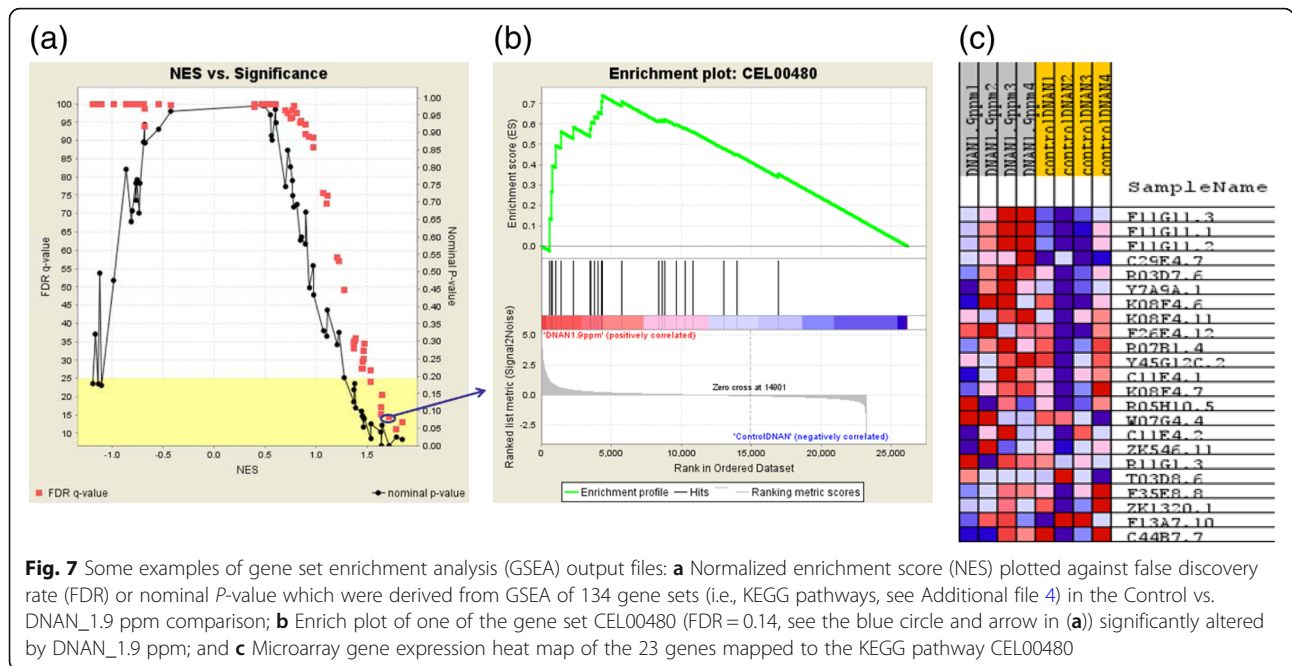 (a)
NES vs. Significance
100
95
90
85
80
75
70
65
60
55
50
45
40
35
30
25
20
15
10
FDR q-value
1.00
0.95
0.90
0.85
0.80
0.75
0.70
0.65
0.60
0.55
0.50
0.45
0.40
0.35
0.30
0.25
0.20
0.15
0.10
0.05
0.00
Nominal P-value
-1.0 -0.5 0.0 0.5 1.0 1.5
NES
FDR q-value nominal p-value
(b)
Enrichment plot: CEL00480
0.7
0.6
0.5
0.4
0.3
0.2
0.1
0.0
Enrichment score (ES)
'DNAN1.9ppm' (positively correlated)
5.0
2.5
0.0
-2.5
Ranked list metric (Signal2Noise)
Zero cross at 14901
'ControlDNAN' (negatively correlated)
0 5,000 10,000 15,000 20,000 25,000
Rank in Ordered Dataset
Enrichment profile Hits Ranking metric scores
(c)
DNAN1.9ppm1
DNAN1.9ppm2
DNAN1.9ppm3
DNAN1.9ppm4
ControlDNAN1
ControlDNAN2
ControlDNAN3
ControlDNAN4
SampleName
F11G11.3
F11G11.1
F11G11.2
C29E4.7
R03D7.6
Y7A9A.1
K08F4.6
K08F4.11
F26E4.12
R07B1.4
Y45G12C.2
C11E4.1
K08F4.7
R05H10.5
W07G4.4
C11E4.2
ZK546.11
R11G1.3
T03D8.6
F35E8.8
ZK1320.1
F13A7.10
C44B7.7
Fig. 7 Some examples of gene set enrichment analysis (GSEA) output files: a Normalized enrichment score (NES) plotted against false discovery
rate (FDR) or nominal P-value which were derived from GSEA of 134 gene sets (i.e., KEGG pathways, see Additional file 4) in the Control vs.
DNAN_1.9 ppm comparison; b Enrich plot of one of the gene set CEL00480 (FDR = 0.14, see the blue circle and arrow in (a)) significantly altered
by DNAN_1.9 ppm; and c Microarray gene expression heat map of the 23 genes mapped to the KEGG pathway CEL00480